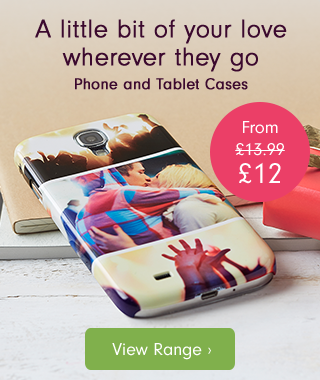 A little bit of your love
wherever they go
Phone and Tablet Cases
From
£13.99
£12
View Range ›